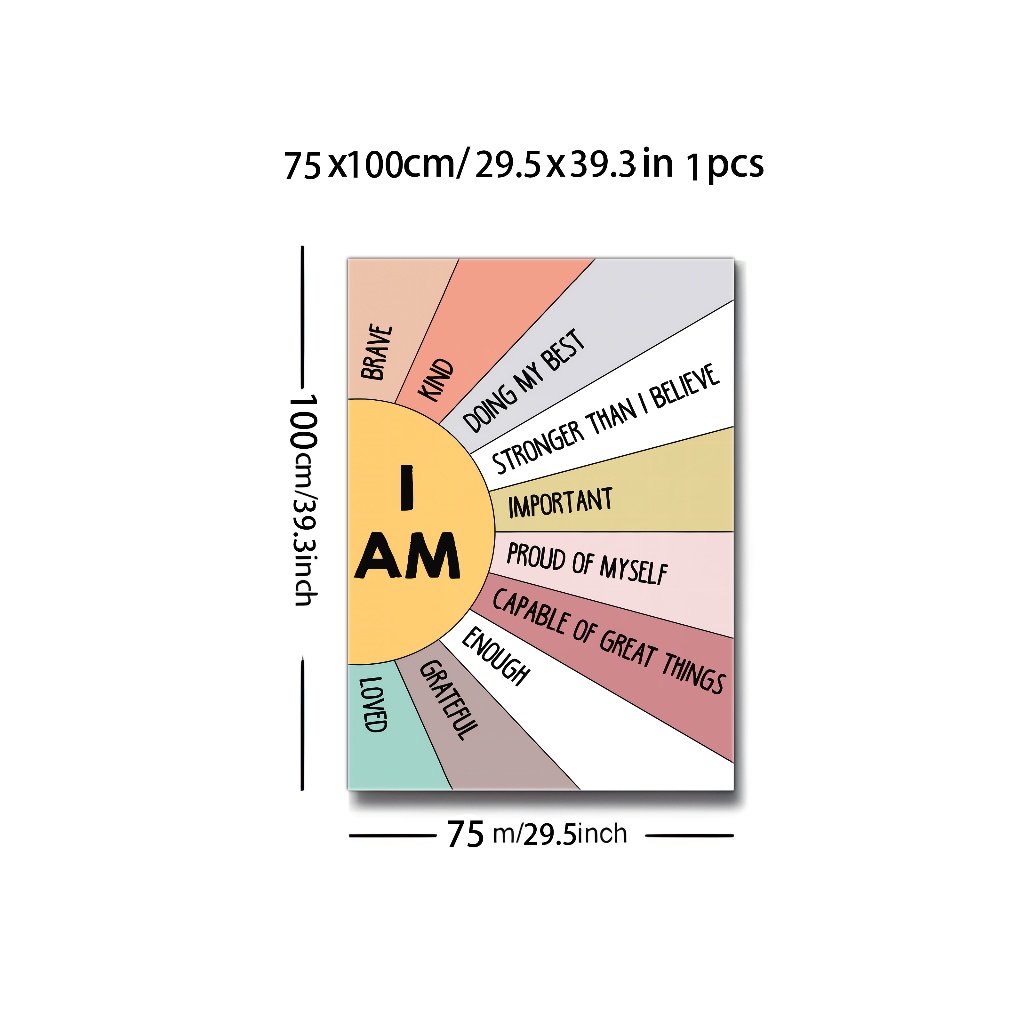 75x100cm/29.5x39.3in 1pcs
BRAVE
KIND
DOING MY BEST
STRONGER THAN I BELIEVE
IMPORTANT
PROUD OF MYSELF
CAPABLE OF GREAT THINGS
ENOUGH
GRATEFUL
LOVED
I
AM
100cm/39.3inch
75 m/29.5inch